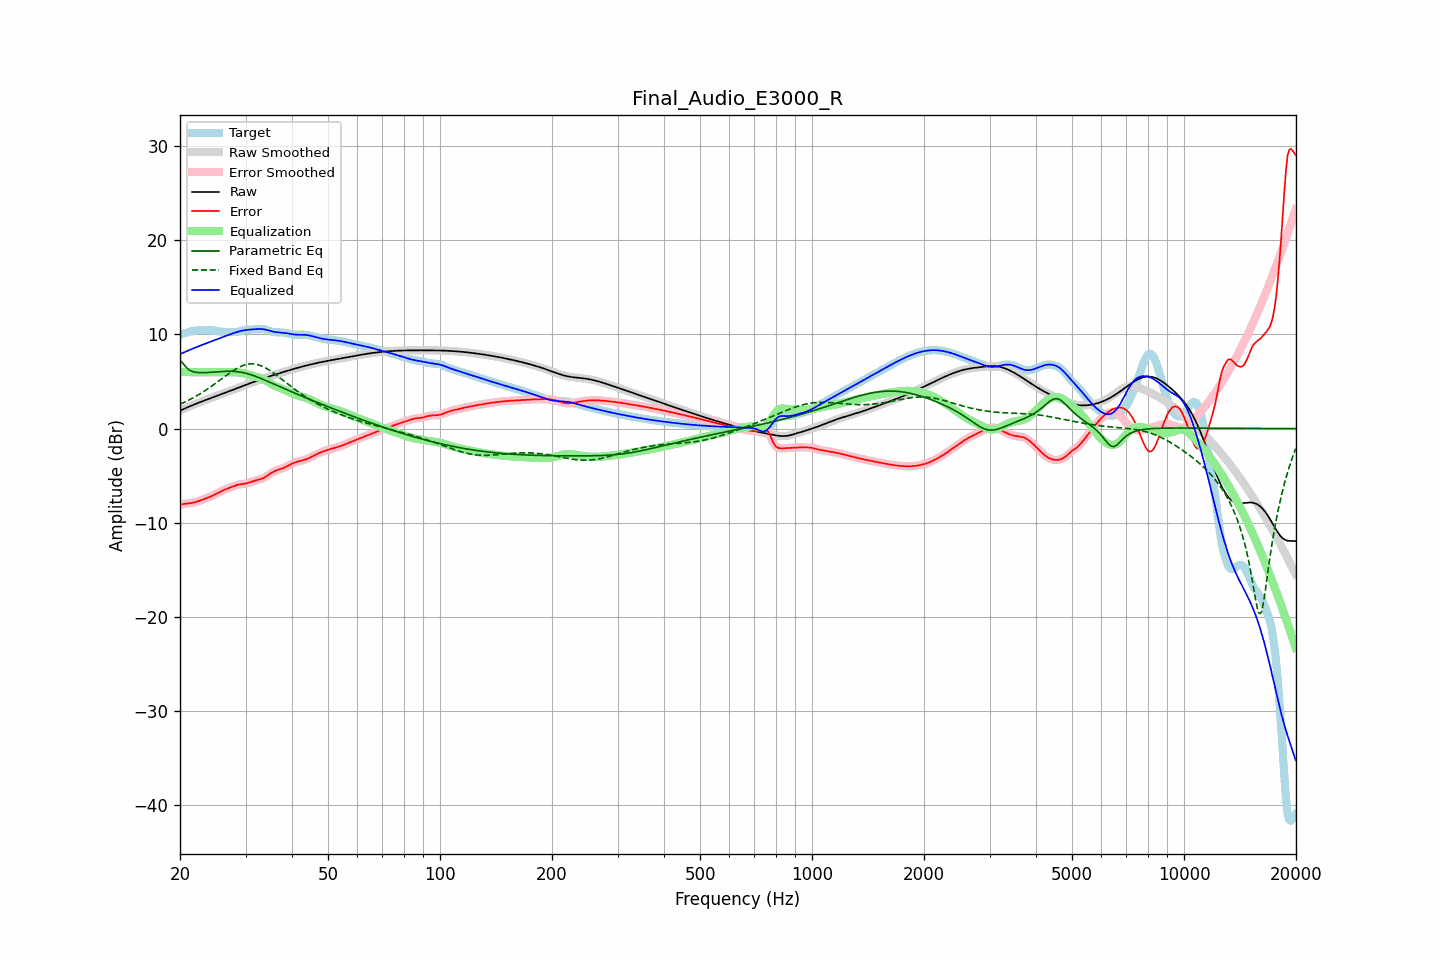 Final_Audio_E3000_R
Target
Raw Smoothed
Error Smoothed
Raw
Error
Equalization
Parametric Eq
Fixed Band Eq
Equalized
30
20
10
0
−10
−20
−30
−40
Amplitude (dBr)
20
50
100
200
500
1000
2000
5000
10000
20000
Frequency (Hz)